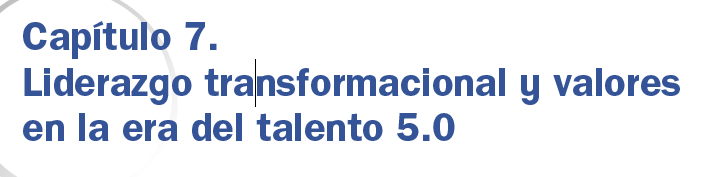 Capítulo 7.
Liderazgo transformacional y valores
en la era del talento 5.0